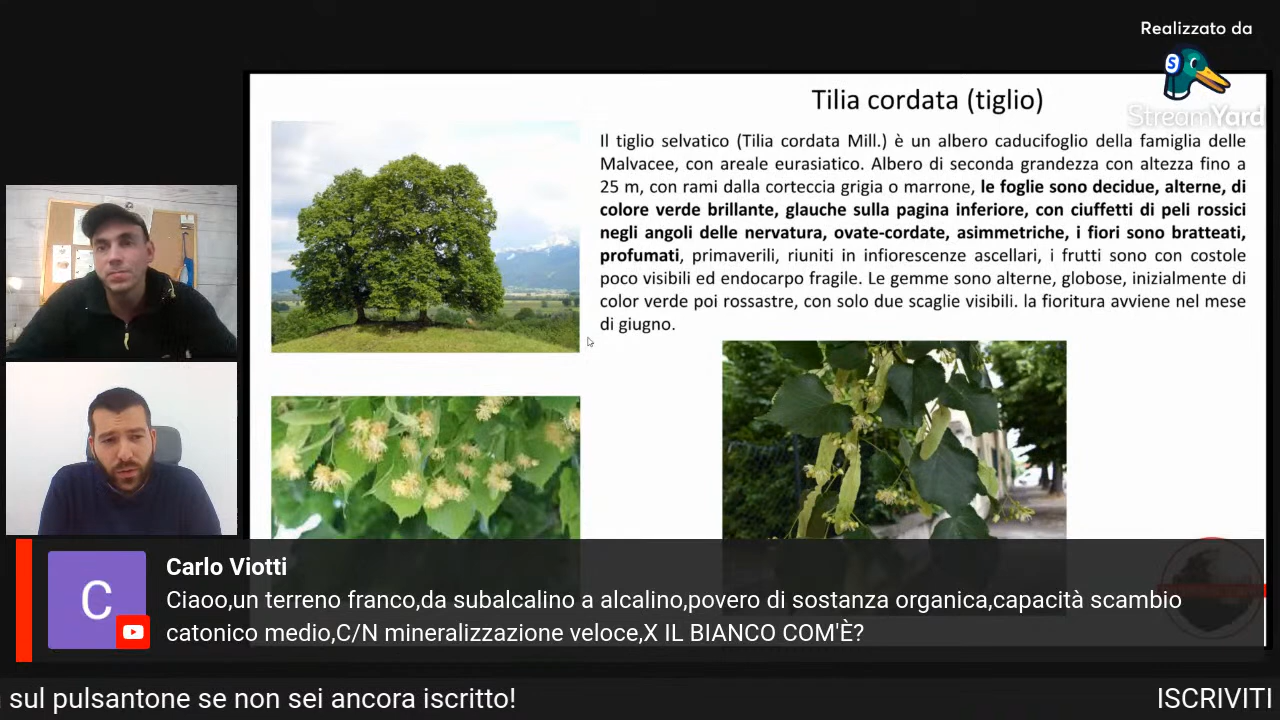 Realizzato da
StreamYard
Tilia cordata (tiglio)
Il tiglio selvatico (Tilia cordata Mill.) è un albero caducifoglio della famiglia delle
Malvacee, con areale eurasiatico. Albero di seconda grandezza con altezza fino a
25 m, con rami dalla corteccia grigia o marrone, le foglie sono decidue, alterne, di
colore verde brillante, glauche sulla pagina inferiore, con ciuffetti di peli rossici
negli angoli delle nervatura, ovate-cordate, asimmetriche, i fiori sono bratteati,
profumati, primaverili, riuniti in infiorescenze ascellari, i frutti sono con costole
poco visibili ed endocarpo fragile. Le gemme sono alterne, globose, inizialmente di
color verde poi rossastre, con solo due scaglie visibili. la fioritura avviene nel mese
di giugno.
C
Carlo Viotti
Ciaoo,un terreno franco,da subalcalino a alcalino,povero di sostanza organica,capacità scambio
catonico medio,C/N mineralizzazione veloce,X IL BIANCO COM'È?
sul pulsantone se non sei ancora iscritto!
ISCRIVITI